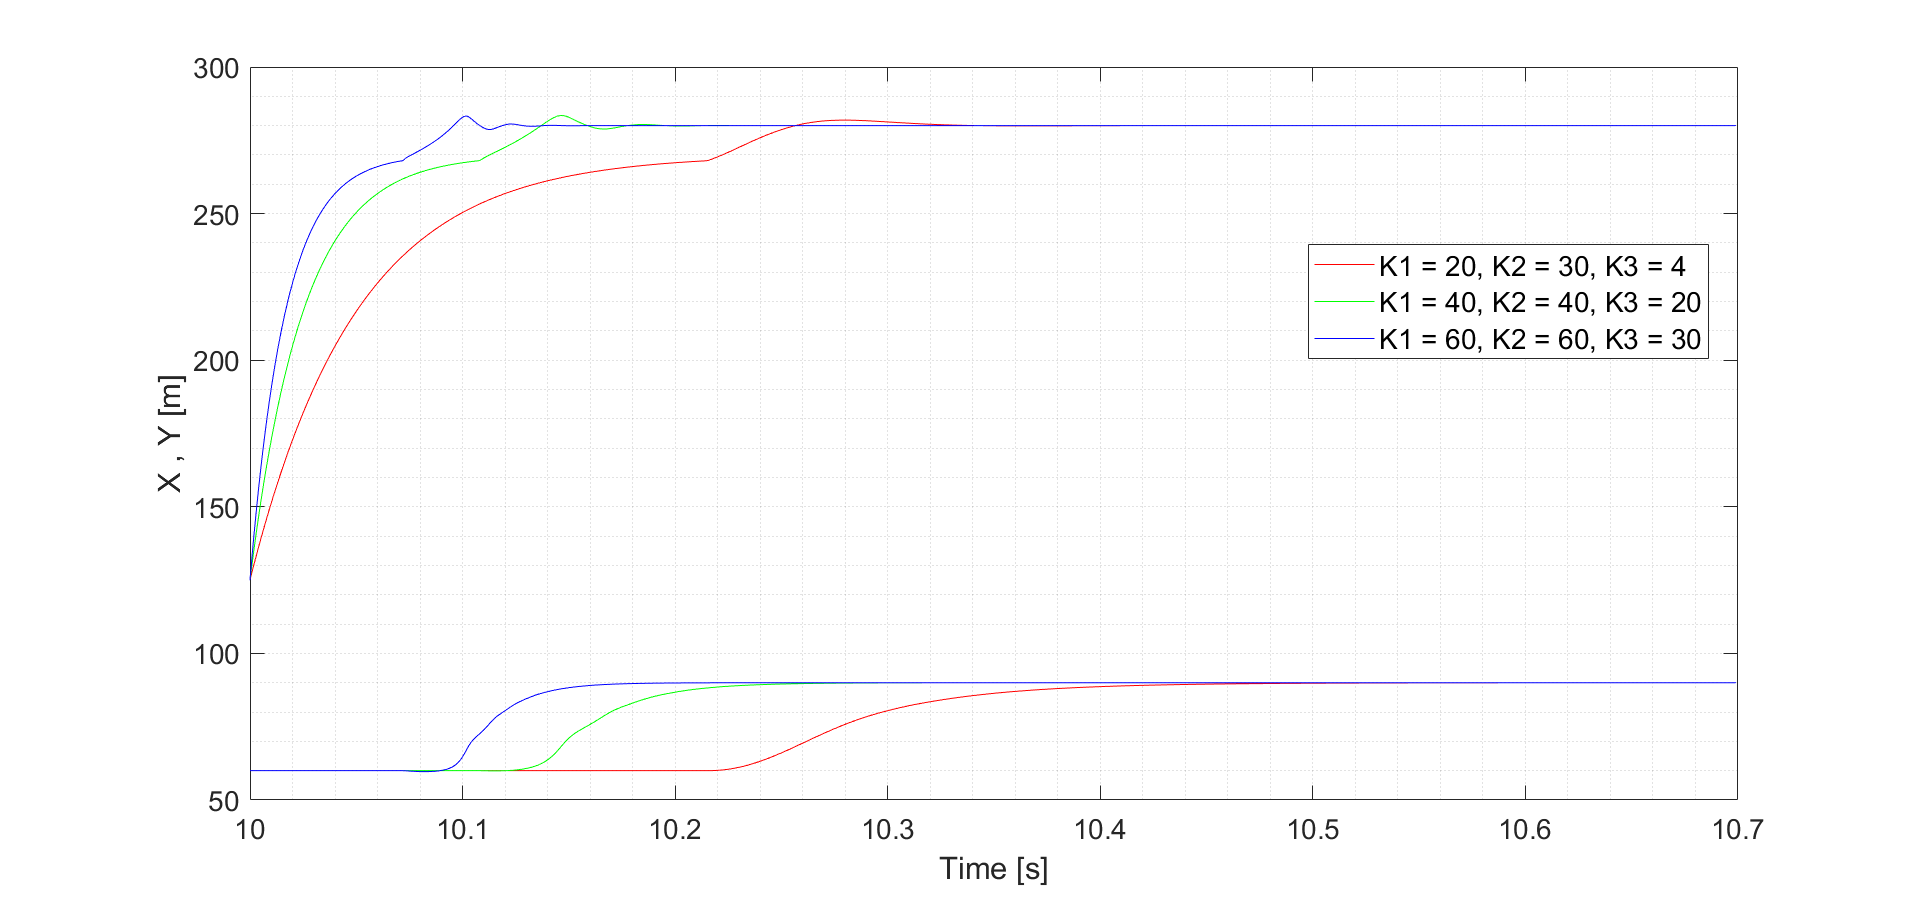 300
250
200
150
100
50
X , Y [m]
K1 = 20, K2 = 30, K3 = 4
K1 = 40, K2 = 40, K3 = 20
K1 = 60, K2 = 60, K3 = 30
10 10.1 10.2 10.3 10.4 10.5 10.6 10.7
Time [s]